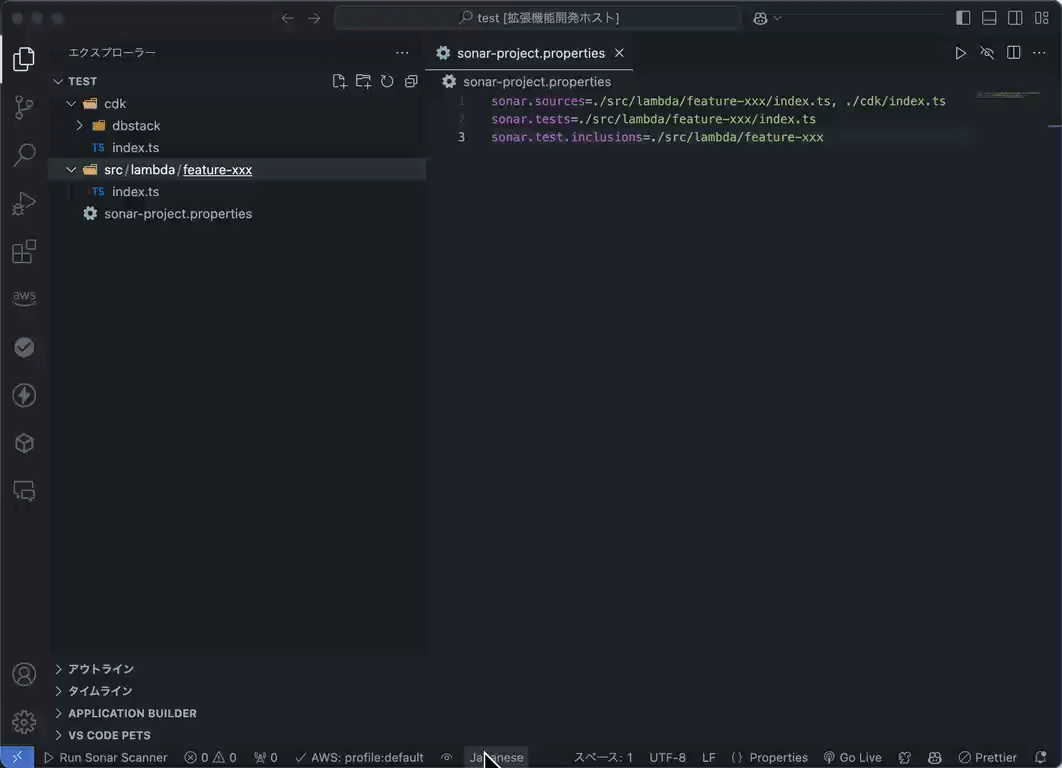 test [拡張機能開発ホスト]
エクスプローラー
TEST
cdk
dbstack
index.ts
src/lambda/feature-xxx
index.ts
sonar-project.properties
アウトライン
タイムライン
APPLICATION BUILDER
VS CODE PETS
aws
sonar-project.properties
sonar-project.properties
1 sonar.sources=./src/lambda/feature-xxx/index.ts, ./cdk/index.ts
2 sonar.tests=./src/lambda/feature-xxx/index.ts
3 sonar.test.inclusions=./src/lambda/feature-xxx
Run Sonar Scanner 0 0 0 AWS: profile:default Japanese スペース: 1 UTF-8 LF {} Properties Go Live Prettier